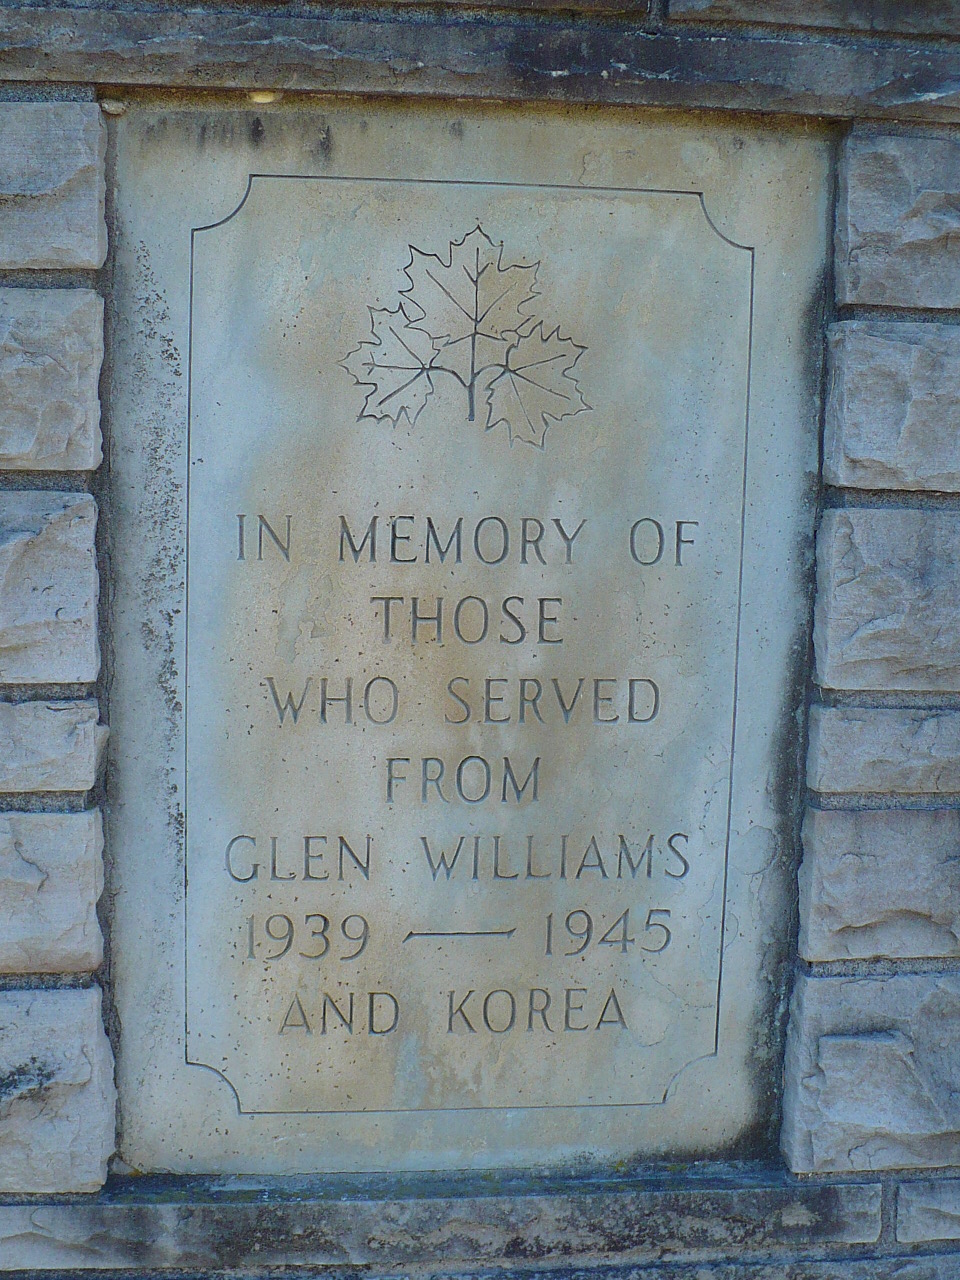 IN MEMORY OF
THOSE
WHO SERVED
FROM
GLEN WILLIAMS
1939 — 1945
AND KOREA